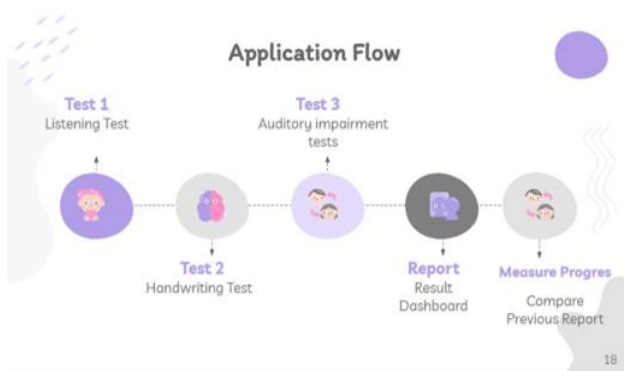 Application Flow
Test 1
Listening Test
Test 3
Auditory impairment
tests
Test 2
Handwriting Test
Report
Result
Dashboard
Measure Progres
Compare
Previous Report
18